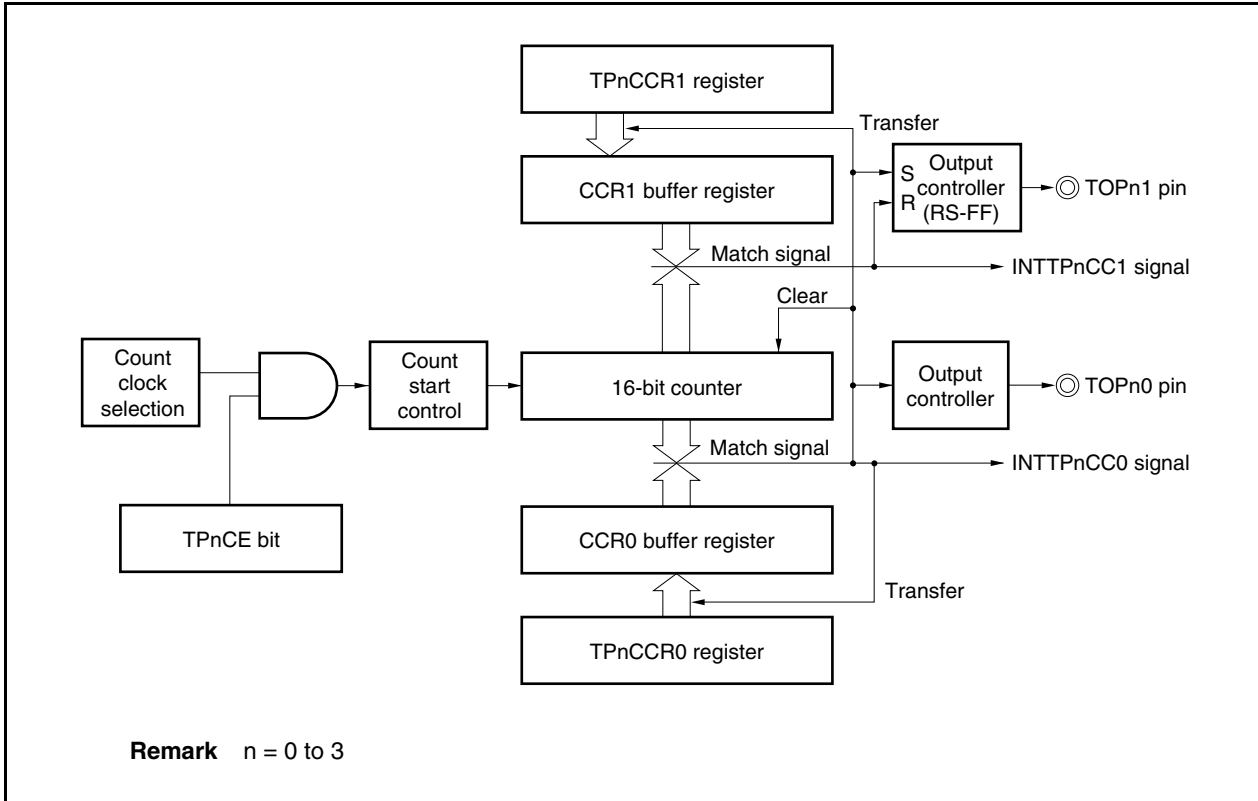 TPnCCR1 register
Transfer
CCR1 buffer register
S
R
Output
controller
(RS-FF)
TOPn1 pin
Match signal
INTTPnCC1 signal
Clear
Count
clock
selection
Count
start
control
16-bit counter
Output
controller
TOPn0 pin
Match signal
INTTPnCC0 signal
TPnCE bit
CCR0 buffer register
Transfer
TPnCCR0 register
Remark n = 0 to 3